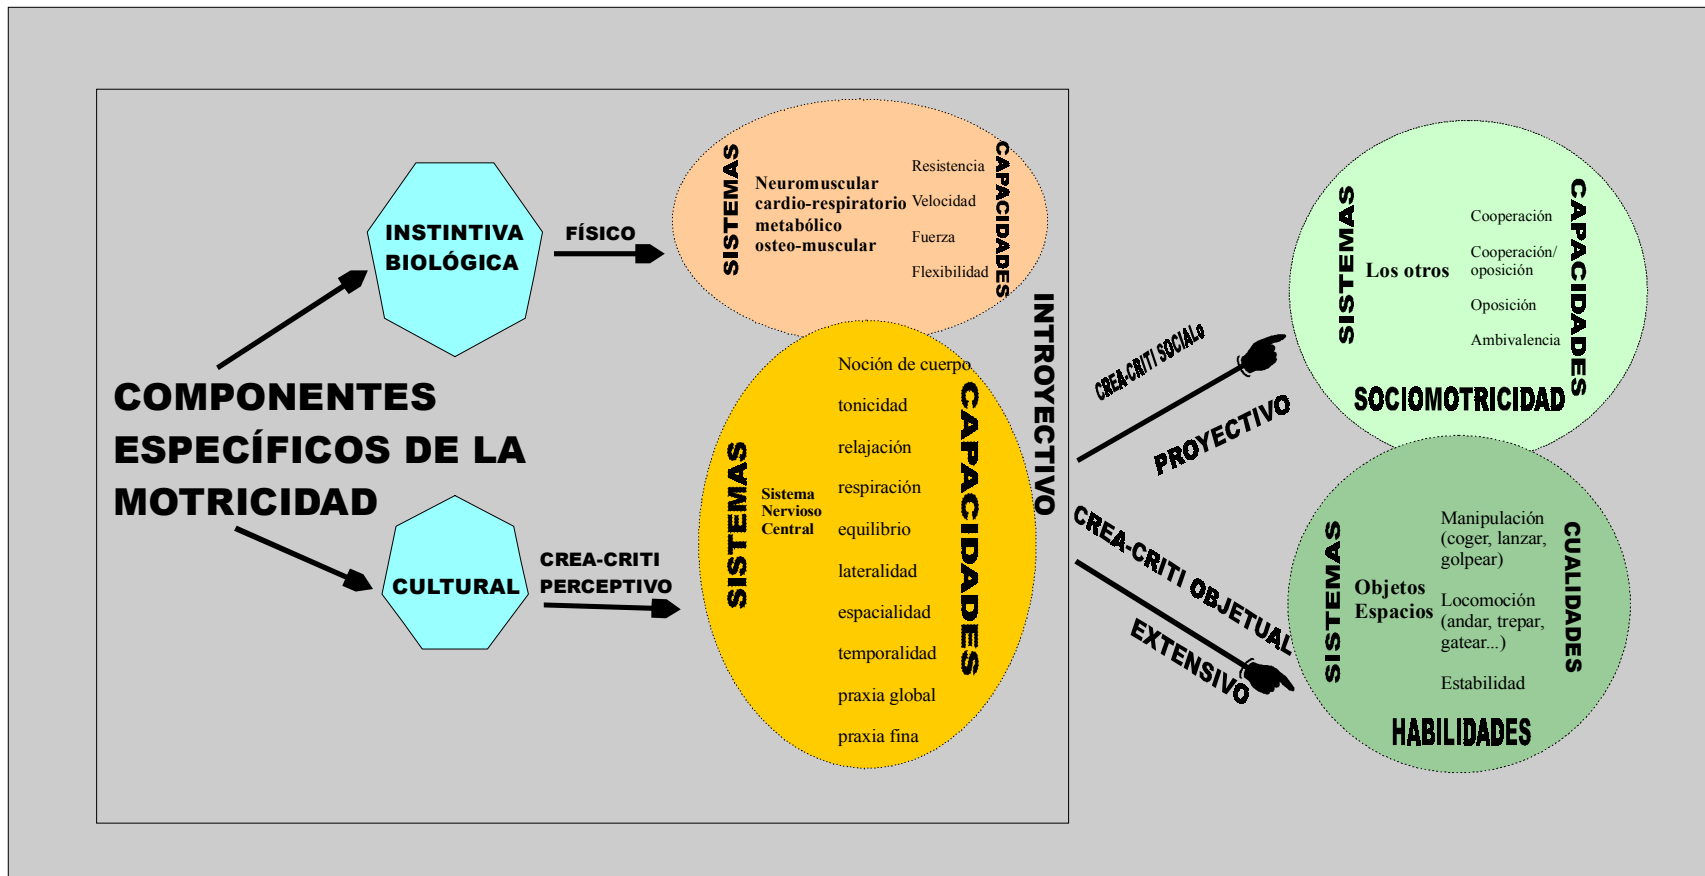 COMPONENTES
ESPECÍFICOS DE LA
MOTRICIDAD
INSTINTIVA
BIOLÓGICA
FÍSICO
SISTEMAS
Neuromuscular
cardio-respiratorio
metabólico
osteo-muscular
Resistencia
Velocidad
Fuerza
Flexibilidad
CAPACIDADES
CULTURAL
CREA-CRITI
PERCEPTIVO
SISTEMAS
Sistema
Nervioso
Central
Noción de cuerpo
tonicidad
relajación
respiración
equilibrio
lateralidad
espacialidad
temporalidad
praxia global
praxia fina
CAPACIDADES
INTROYECTIVO
CREA-CRITI SOCIALo
PROYECTIVO
SISTEMAS
Los otros
Cooperación
Cooperación/
oposición
Oposición
Ambivalencia
CAPACIDADES
SOCIOMOTRICIDAD
CREA-CRITI OBJETUAL
EXTENSIVO
SISTEMAS
Objetos
Espacios
Manipulación
(coger, lanzar,
golpear)
Locomoción
(andar, trepar,
gatear...)
Estabilidad
CUALIDADES
HABILIDADES